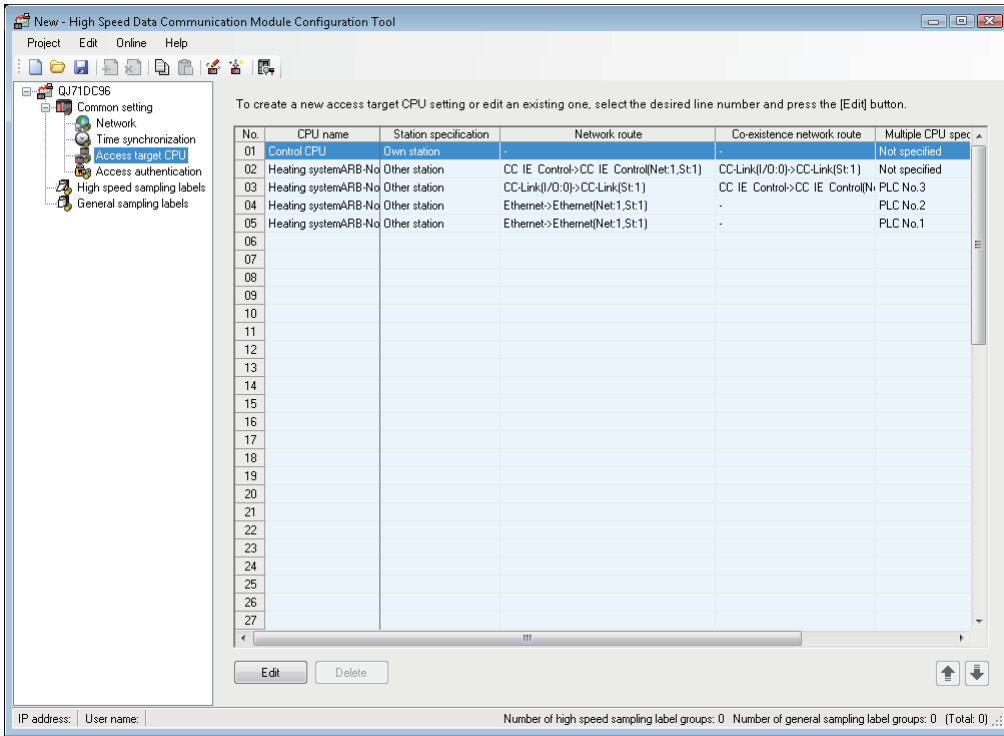 New - High Speed Data Communication Module Configuration Tool
Project Edit Online Help
QJ71DC96
Common setting
Network
Time synchronization
Access target CPU
Access authentication
High speed sampling labels
General sampling labels
To create a new access target CPU setting or edit an existing one, select the desired line number and press the [Edit] button.
No. CPU name Station specification Network route Co-existence network route Multiple CPU spec
01 Control CPU Own station - - Not specified
02 Heating systemARB-No Other station CC IE Control->CC IE Control(Net:1,St:1) CC-Link(I/O:0)->CC-Link(St:1) Not specified
03 Heating systemARB-No Other station CC-Link(I/O:0)->CC-Link(St:1) CC IE Control->CC IE Control(N PLC No.3
04 Heating systemARB-No Other station Ethernet->Ethernet(Net:1,St:1) - PLC No.2
05 Heating systemARB-No Other station Ethernet->Ethernet(Net:1,St:1) - PLC No.1
06
07
08
09
10
11
12
13
14
15
16
17
18
19
20
21
22
23
24
25
26
27
Edit Delete
IP address: User name: Number of high speed sampling label groups: 0 Number of general sampling label groups: 0 (Total: 0)